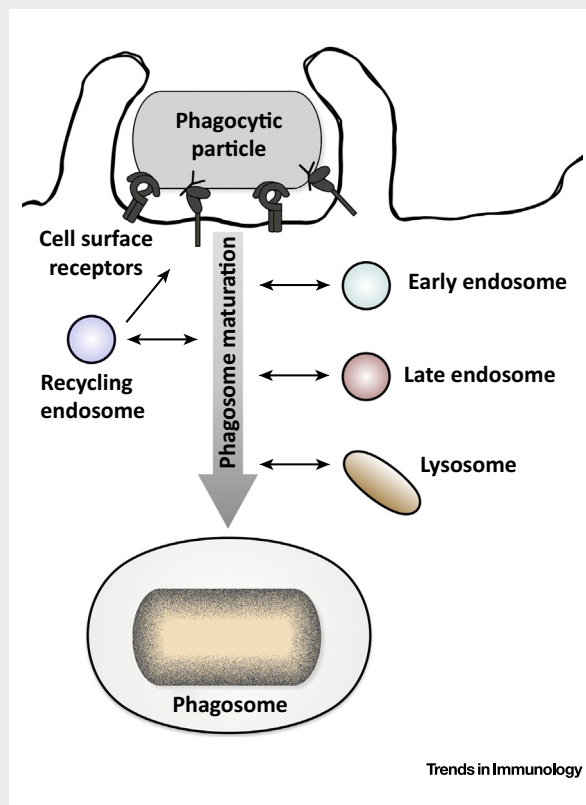 Phagocytic
particle
Cell surface
receptors
Phagosome maturation
Early endosome
Recycling
endosome
Late endosome
Lysosome
Phagosome
Trends in Immunology